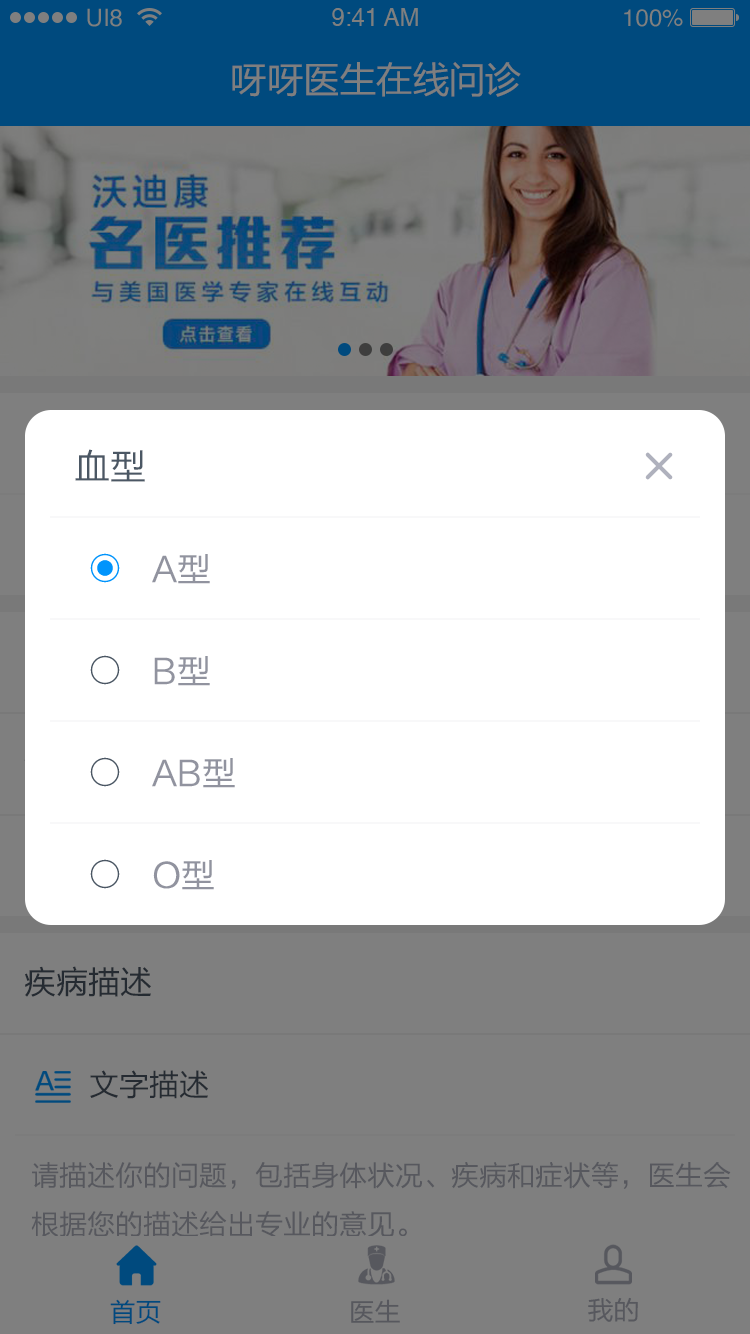 UI8
9:41 AM
100%
呀呀医生在线问诊
沃迪康
名医推荐
与美国医学专家在线互动
点击查看
血型
A型
B型
AB型
O型
疾病描述
文字描述
请描述你的问题，包括身体状况、疾病和症状等，医生会
根据您的描述给出专业的意见。
首页
医生
我的